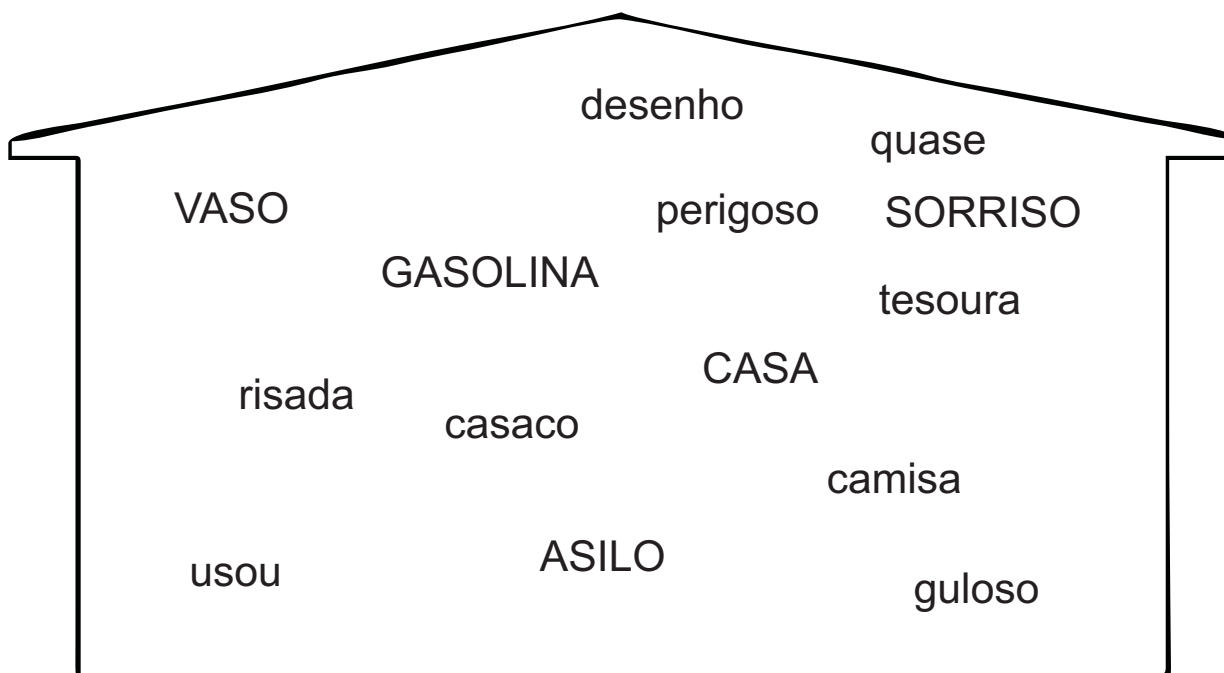 desenho
quase
VASO
perigoso
SORRISO
GASOLINA
tesoura
CASA
risada
casaco
camisa
ASILO
usou
guloso